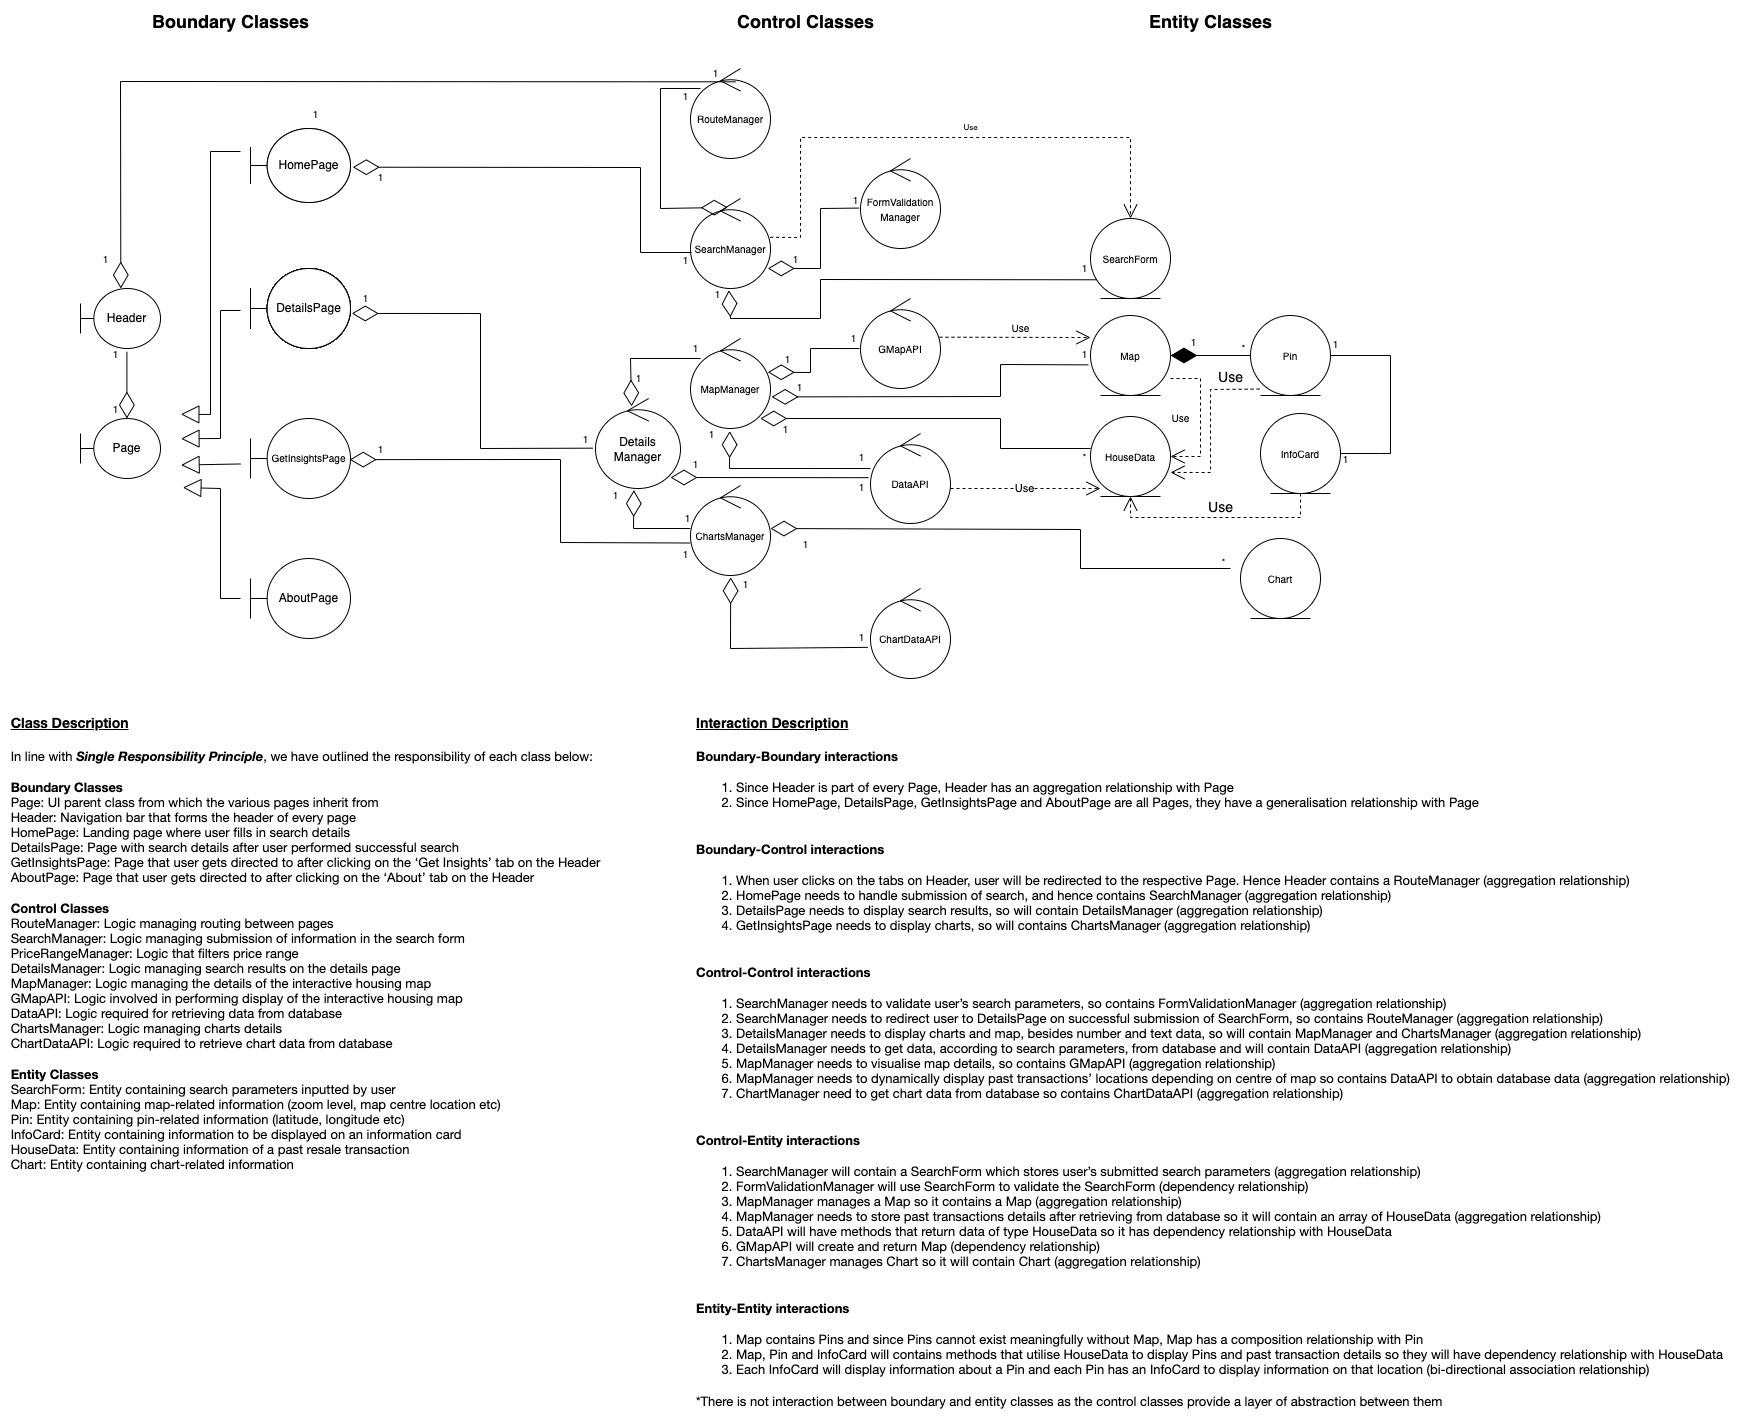 Boundary Classes
Control Classes
Entity Classes
1
1
RouteManager
1
Use
HomePage
1
1
FormValidation
Manager
SearchManager
1
1
1
SearchForm
1
1
Header
1
1
DetailsPage
1
1
GMapAPI
Use
1
Map
1
*
Pin
1
1
MapManager
1
1
1
1
1
Use
Use
HouseData
*
InfoCard
1
Page
1
GetInsightsPage
1
Details
Manager
1
1
1
1
1
DataAPI
Use
Use
1
1
ChartsManager
1
1
*
Chart
1
1
ChartDataAPI
AboutPage
Class Description
In line with Single Responsibility Principle, we have outlined the responsibility of each class below:
Boundary Classes
Page: UI parent class from which the various pages inherit from
Header: Navigation bar that forms the header of every page
HomePage: Landing page where user fills in search details
DetailsPage: Page with search details after user performed successful search
GetInsightsPage: Page that user gets directed to after clicking on the ‘Get Insights’ tab on the Header
AboutPage: Page that user gets directed to after clicking on the ‘About’ tab on the Header
Control Classes
RouteManager: Logic managing routing between pages
SearchManager: Logic managing submission of information in the search form
PriceRangeManager: Logic that filters price range
DetailsManager: Logic managing search results on the details page
MapManager: Logic managing the details of the interactive housing map
GMapAPI: Logic involved in performing display of the interactive housing map
DataAPI: Logic required for retrieving data from database
ChartsManager: Logic managing charts details
ChartDataAPI: Logic required to retrieve chart data from database
Entity Classes
SearchForm: Entity containing search parameters inputted by user
Map: Entity containing map-related information (zoom level, map centre location etc)
Pin: Entity containing pin-related information (latitude, longitude etc)
InfoCard: Entity containing information to be displayed on an information card
HouseData: Entity containing information of a past resale transaction
Chart: Entity containing chart-related information
Interaction Description
Boundary-Boundary interactions
1. Since Header is part of every Page, Header has an aggregation relationship with Page
2. Since HomePage, DetailsPage, GetInsightsPage and AboutPage are all Pages, they have a generalisation relationship with Page
Boundary-Control interactions
1. When user clicks on the tabs on Header, user will be redirected to the respective Page. Hence Header contains a RouteManager (aggregation relationship)
2. HomePage needs to handle submission of search, and hence contains SearchManager (aggregation relationship)
3. DetailsPage needs to display search results, so will contain DetailsManager (aggregation relationship)
4. GetInsightsPage needs to display charts, so will contains ChartsManager (aggregation relationship)
Control-Control interactions
1. SearchManager needs to validate user’s search parameters, so contains FormValidationManager (aggregation relationship)
2. SearchManager needs to redirect user to DetailsPage on successful submission of SearchForm, so contains RouteManager (aggregation relationship)
3. DetailsManager needs to display charts and map, besides number and text data, so will contain MapManager and ChartsManager (aggregation relationship)
4. DetailsManager needs to get data, according to search parameters, from database and will contain DataAPI (aggregation relationship)
5. MapManager needs to visualise map details, so contains GMapAPI (aggregation relationship)
6. MapManager needs to dynamically display past transactions’ locations depending on centre of map so contains DataAPI to obtain database data (aggregation relationship)
7. ChartManager need to get chart data from database so contains ChartDataAPI (aggregation relationship)
Control-Entity interactions
1. SearchManager will contain a SearchForm which stores user’s submitted search parameters (aggregation relationship)
2. FormValidationManager will use SearchForm to validate the SearchForm (dependency relationship)
3. MapManager manages a Map so it contains a Map (aggregation relationship)
4. MapManager needs to store past transactions details after retrieving from database so it will contain an array of HouseData (aggregation relationship)
5. DataAPI will have methods that return data of type HouseData so it has dependency relationship with HouseData
6. GMapAPI will create and return Map (dependency relationship)
7. ChartsManager manages Chart so it will contain Chart (aggregation relationship)
Entity-Entity interactions
1. Map contains Pins and since Pins cannot exist meaningfully without Map, Map has a composition relationship with Pin
2. Map, Pin and InfoCard will contains methods that utilise HouseData to display Pins and past transaction details so they will have dependency relationship with HouseData
3. Each InfoCard will display information about a Pin and each Pin has an InfoCard to display information on that location (bi-directional association relationship)
*There is not interaction between boundary and entity classes as the control classes provide a layer of abstraction between them